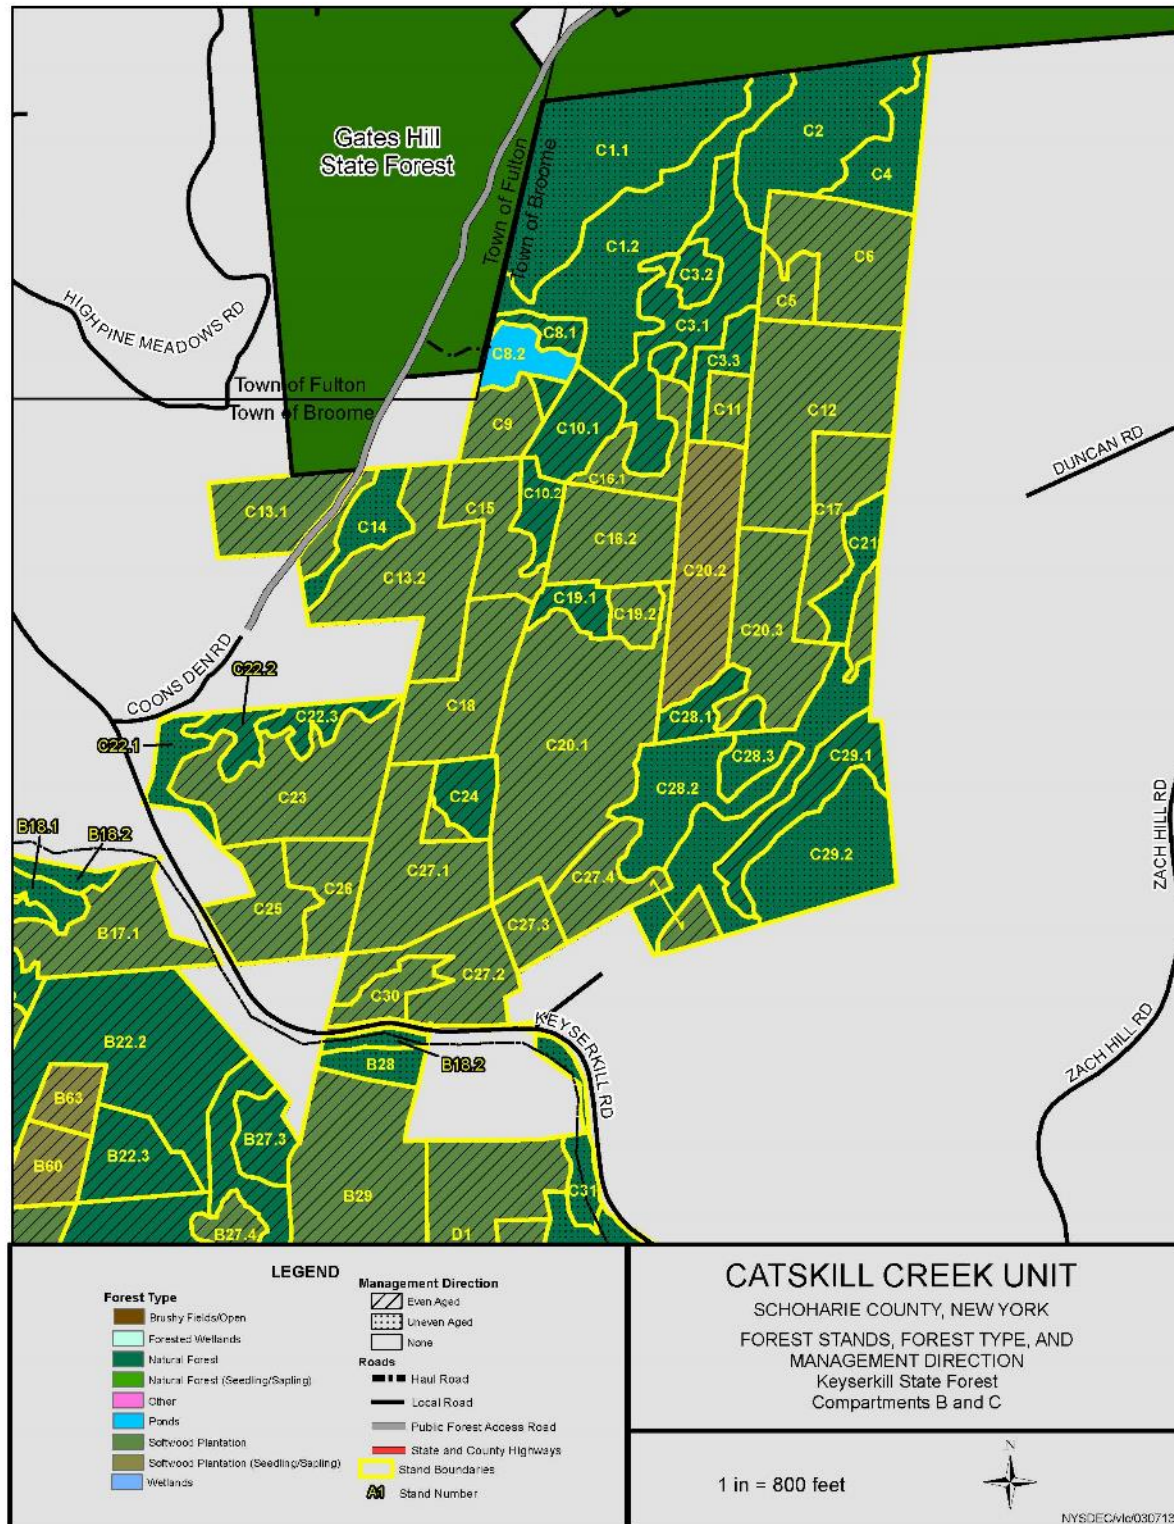 Gates Hill
State Forest
Town of Fulton
Town of Broome
HIGH PINE MEADOWS RD
Town of Fulton
Town of Broome
DUNCAN RD
COONS DEN RD
ZACH HILL RD
ZACH HILL RD
KEYSERKILL RD
C1.1
C2
C4
C1.2
C3.2
C6
C5
C3.1
C8.1
C8.2
C3.3
C11
C12
C9
C10.1
C16.1
C13.1
C14
C15
C10.2
C17
C16.2
C21
C13.2
C20.2
C19.1
C19.2
C20.3
C22.2
C22.3
C18
C28.1
C22.1
C20.1
C28.3
C29.1
C23
C24
C28.2
B18.1
B18.2
C29.2
C26
C27.1
C27.4
C25
C27.3
B17.1
C27.2
C30
B22.2
B28
B18.2
B63
B27.3
B22.3
B60
B29
C31
B27.4
D1
LEGEND
Forest Type
Brushy Fields/Open
Forested Wetlands
Natural Forest
Natural Forest (Seedling/Sapling)
Other
Ponds
Softwood Plantation
Softwood Plantation (Seedling/Sapling)
Wetlands
Management Direction
Even Aged
Uneven Aged
None
Roads
Haul Road
Local Road
Public Forest Access Road
State and County Highways
Stand Boundaries
A1 Stand Number
CATSKILL CREEK UNIT
SCHOHARIE COUNTY, NEW YORK
FOREST STANDS, FOREST TYPE, AND
MANAGEMENT DIRECTION
Keyserkill State Forest
Compartments B and C
1 in = 800 feet
N